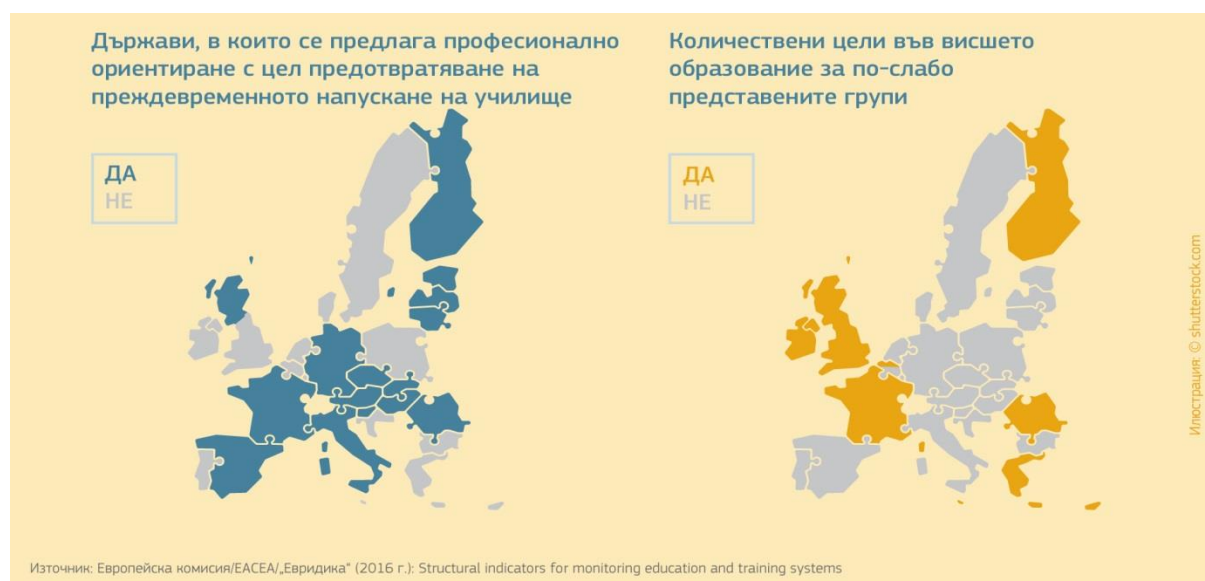 Държави, в които се предлага професионално
ориентиране с цел предотвратяване на
преждевременното напускане на училище
ДА
НЕ
Количествени цели във висшето
образование за по-слабо
представените групи
ДА
НЕ
Илюстрация: © shutterstock.com
Източник: Европейска комисия/EACEA/„Евридика“ (2016 г.): Structural indicators for monitoring education and training systems